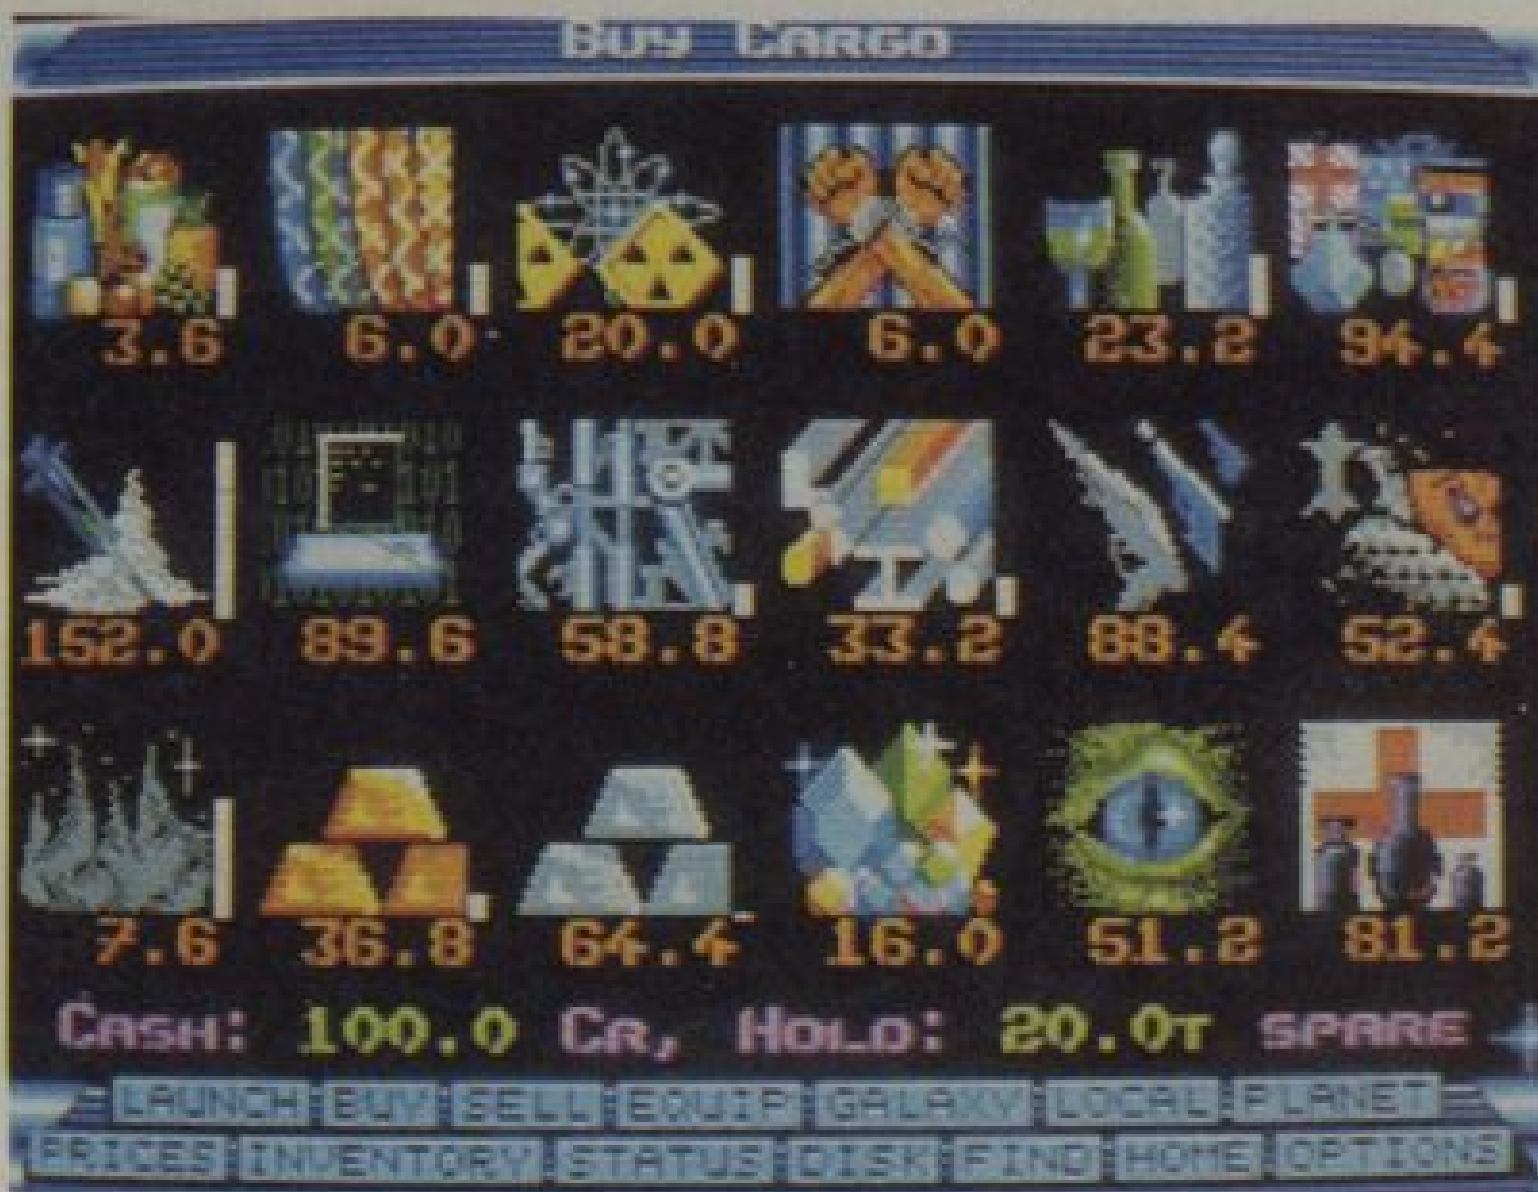 BUY CARGO
3.6 6.0 20.0 6.0 23.2 94.4
152.0 89.6 58.8 33.2 88.4 52.4
7.6 36.8 64.4 16.0 51.2 81.2
CASH: 100.0 CR, HOLD: 20.0T SPARE
LAUNCH BUY SELL EQUIP GALAXY LOCAL PLANET
PRICES INVENTORY STATUS DISK FIND HOME OPTIONS